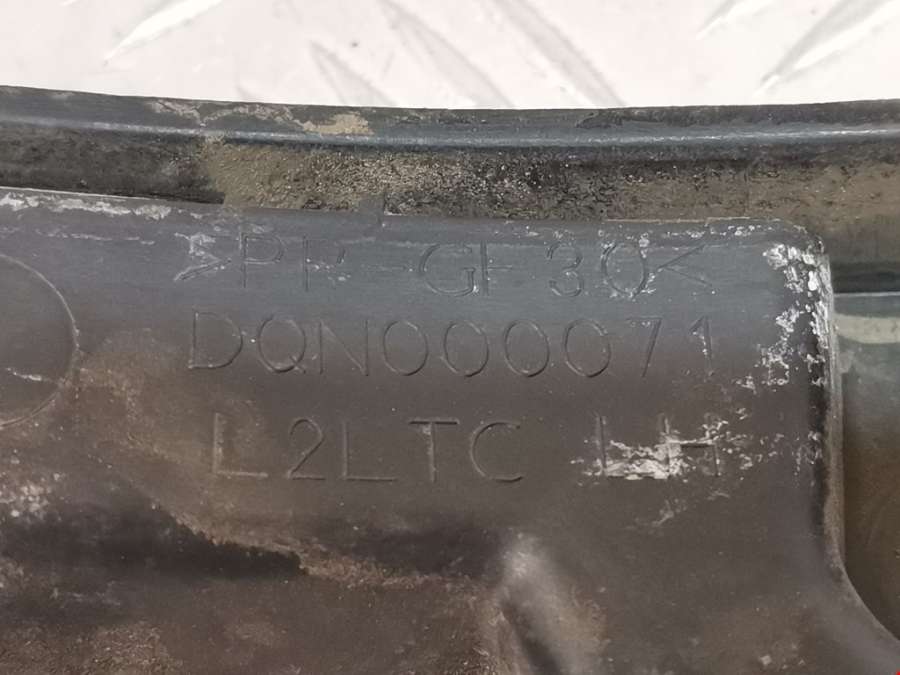 >PP-GF30<
DQN000071
L2LTC LH